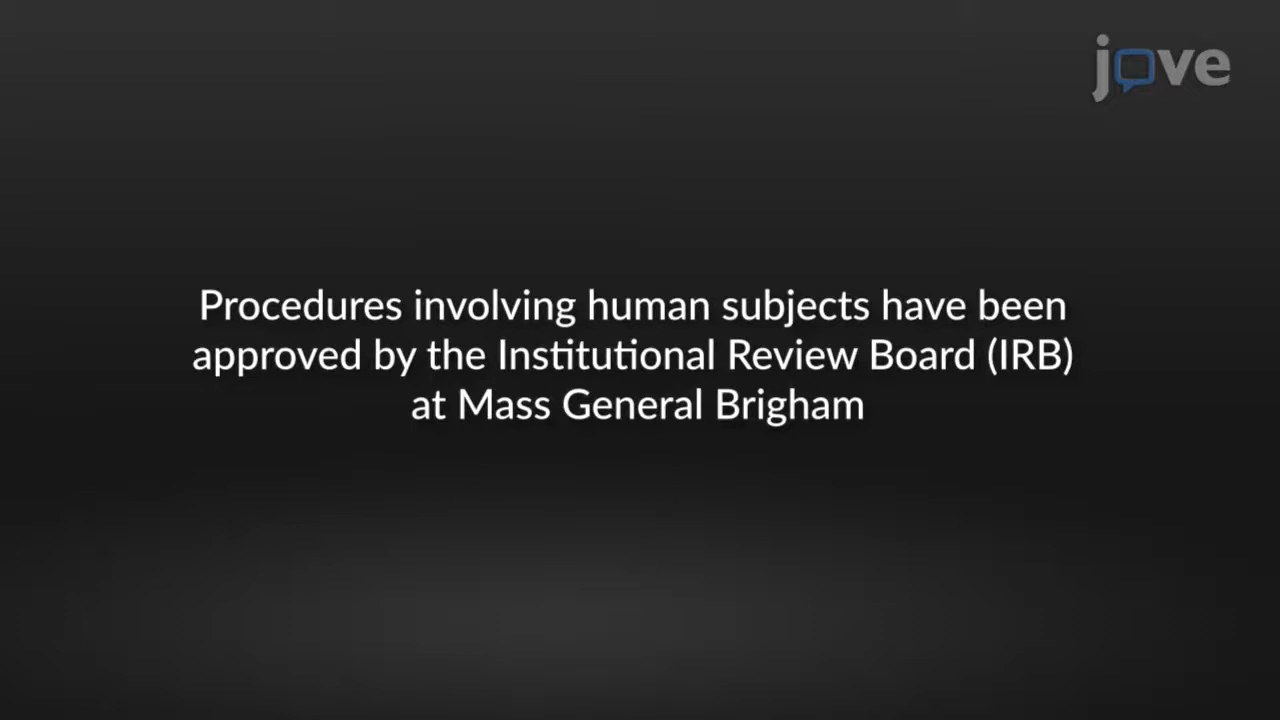 jove
Procedures involving human subjects have been
approved by the Institutional Review Board (IRB)
at Mass General Brigham